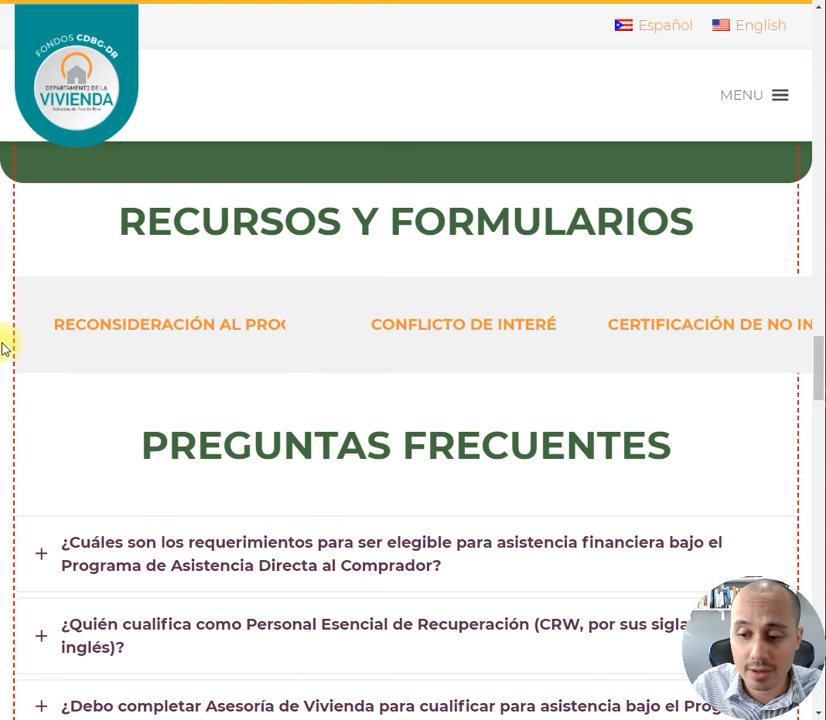 Español English
FONDOS CDBG-DR
DEPARTAMENTO DE LA
VIVIENDA
MENU
RECURSOS Y FORMULARIOS
RECONSIDERACIÓN AL PROG
CONFLICTO DE INTERÉ
CERTIFICACIÓN DE NO IN
PREGUNTAS FRECUENTES
¿Cuáles son los requerimientos para ser elegible para asistencia financiera bajo el
Programa de Asistencia Directa al Comprador?
¿Quién cualifica como Personal Esencial de Recuperación (CRW, por sus sigla
inglés)?
¿Debo completar Asesoría de Vivienda para cualificar para asistencia bajo el Prog